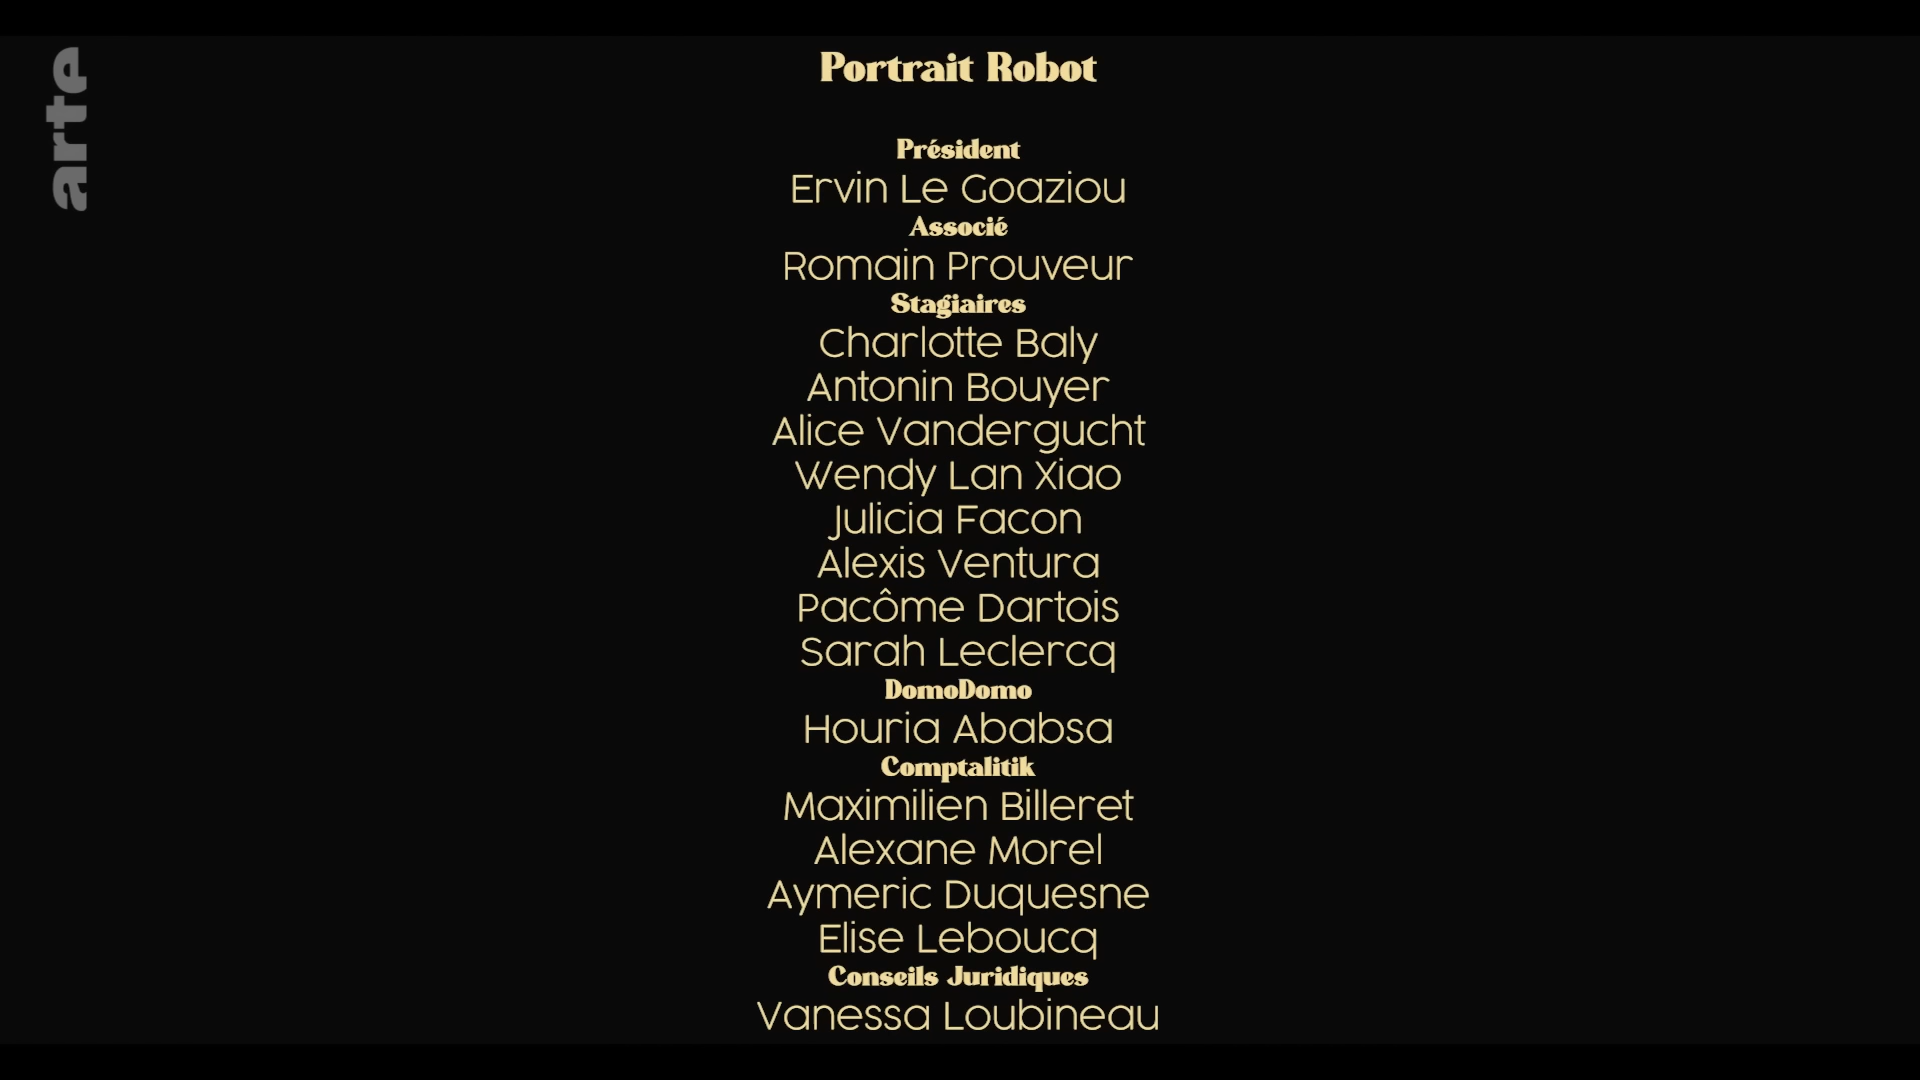 arte
Portrait Robot
Président
Ervin Le Goaziou
Associé
Romain Prouveur
Stagiaires
Charlotte Baly
Antonin Bouyer
Alice Vandergucht
Wendy Lan Xiao
Julicia Facon
Alexis Ventura
Pacôme Dartois
Sarah Leclercq
DomoDomo
Houria Ababsa
Comptalitik
Maximilien Billeret
Alexane Morel
Aymeric Duquesne
Elise Leboucq
Conseils Juridiques
Vanessa Loubineau